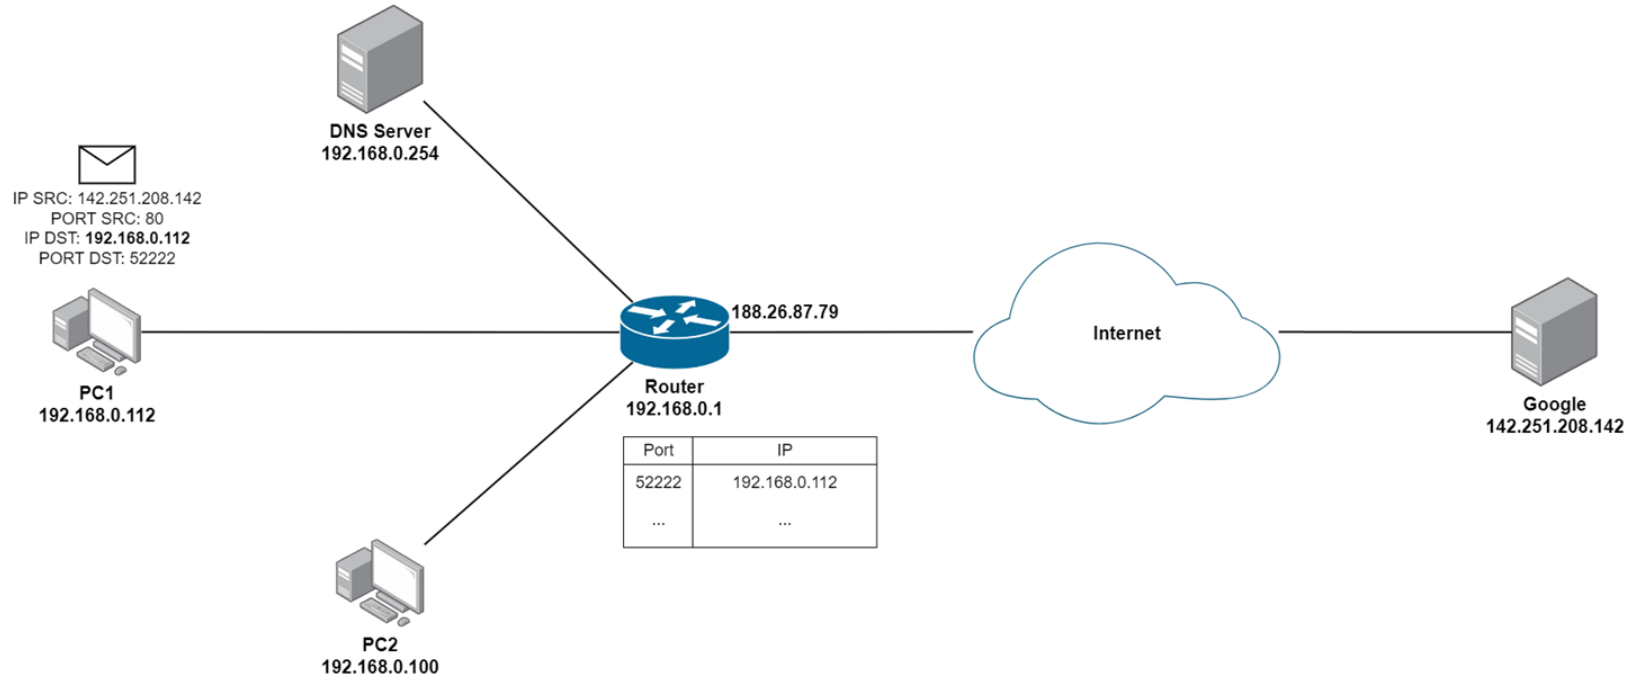 DNS Server
192.168.0.254
IP SRC: 142.251.208.142
PORT SRC: 80
IP DST: 192.168.0.112
PORT DST: 52222
PC1
192.168.0.112
188.26.87.79
Router
192.168.0.1
Port IP
52222 192.168.0.112
... ...
Internet
Google
142.251.208.142
PC2
192.168.0.100